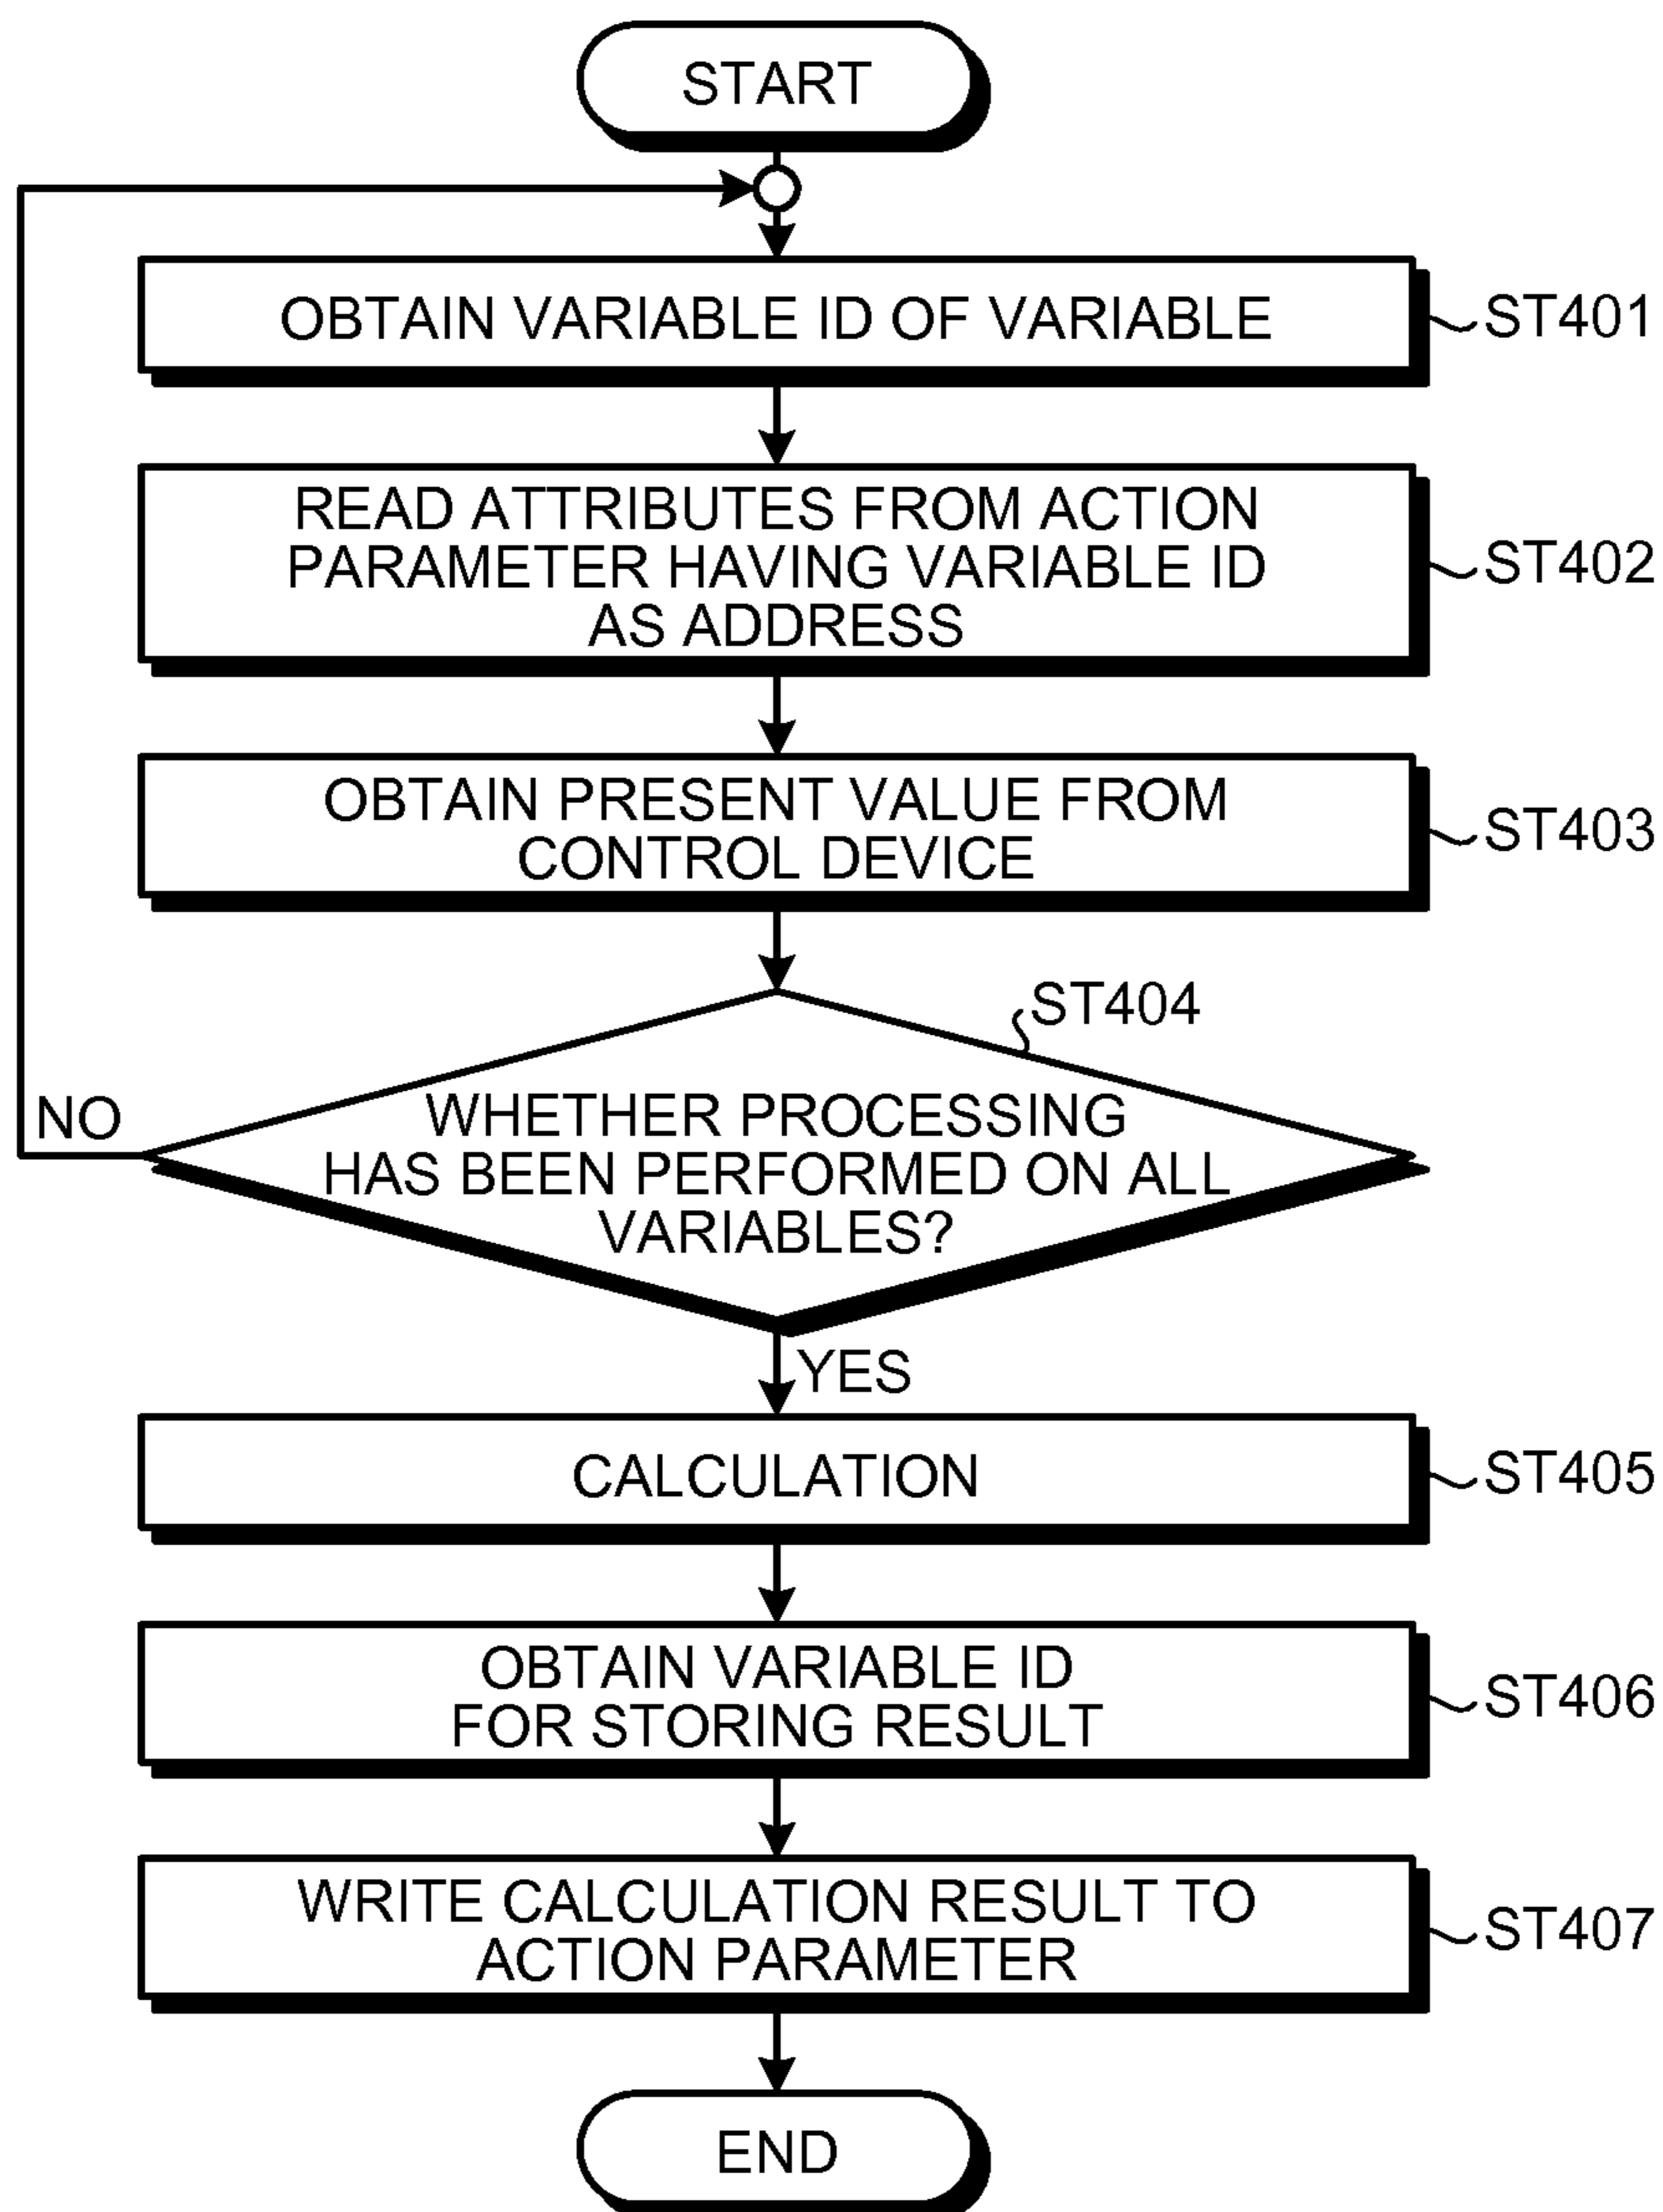 START
OBTAIN VARIABLE ID OF VARIABLE
ST401
READ ATTRIBUTES FROM ACTION
PARAMETER HAVING VARIABLE ID
AS ADDRESS
ST402
OBTAIN PRESENT VALUE FROM
CONTROL DEVICE
ST403
ST404
NO
WHETHER PROCESSING
HAS BEEN PERFORMED ON ALL
VARIABLES?
YES
CALCULATION
ST405
OBTAIN VARIABLE ID
FOR STORING RESULT
ST406
WRITE CALCULATION RESULT TO
ACTION PARAMETER
ST407
END